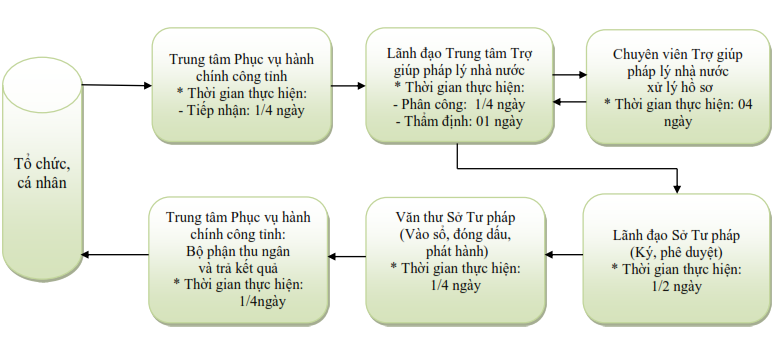 Tổ chức,
cá nhân
Trung tâm Phục vụ hành
chính công tỉnh
* Thời gian thực hiện:
- Tiếp nhận: 1/4 ngày
Lãnh đạo Trung tâm Trợ
giúp pháp lý nhà nước
* Thời gian thực hiện:
- Phân công: 1/4 ngày
- Thẩm định: 01 ngày
Chuyên viên Trợ giúp
pháp lý nhà nước
xử lý hồ sơ
* Thời gian thực hiện: 04
ngày
Lãnh đạo Sở Tư pháp
(Ký, phê duyệt)
* Thời gian thực hiện:
1/2 ngày
Văn thư Sở Tư pháp
(Vào sổ, đóng dấu,
phát hành)
* Thời gian thực hiện:
1/4 ngày
Trung tâm Phục vụ hành
chính công tỉnh:
Bộ phận thu ngân
và trả kết quả
* Thời gian thực hiện:
1/4ngày